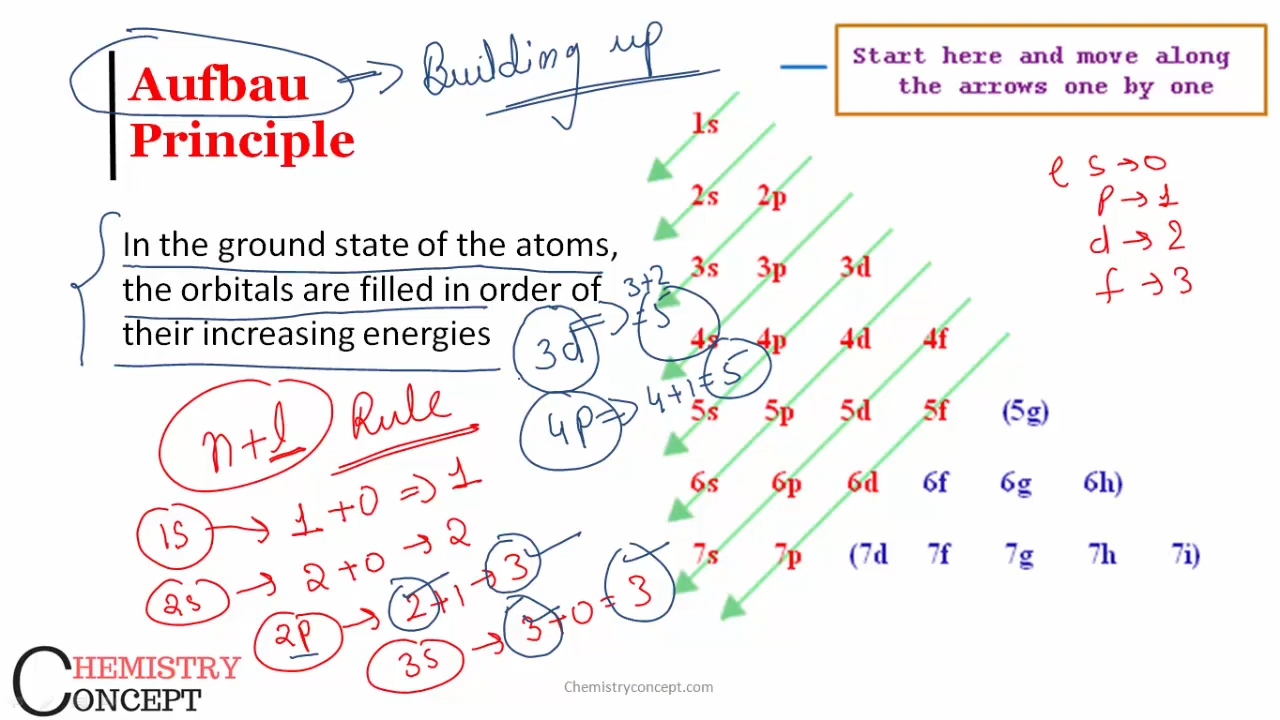 Aufbau
Principle
Building up
Start here and move along
the arrows one by one
l s → 0
p → 1
d → 2
f → 3
In the ground state of the atoms,
the orbitals are filled in order of
their increasing energies
1s
2s 2p
3s 3p 3d
4s 4p 4d 4f
5s 5p 5d 5f (5g)
6s 6p 6d 6f 6g 6h)
7s 7p (7d 7f 7g 7h 7i)
3d => 3+2
= 5
4p => 4+1 = 5
n+l Rule
1s → 1+0 => 1
2s → 2+0 → 2
2p → 2+1 → 3
3s → 3+0 = 3
CHEMISTRY
CONCEPT
Chemistryconcept.com